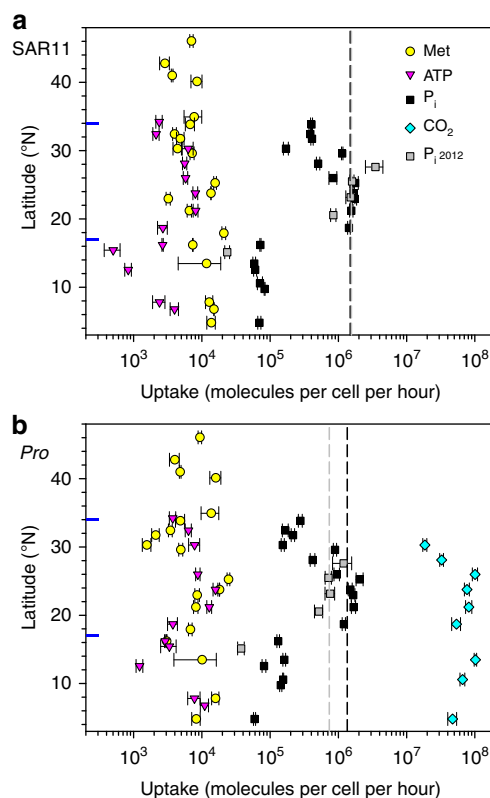 a
SAR11
Met
ATP
Pᵢ
CO₂
Pᵢ ²⁰¹²
40
30
20
10
Latitude (°N)
10³ 10⁴ 10⁵ 10⁶ 10⁷ 10⁸
Uptake (molecules per cell per hour)
b
Pro
40
30
20
10
Latitude (°N)
10³ 10⁴ 10⁵ 10⁶ 10⁷ 10⁸
Uptake (molecules per cell per hour)